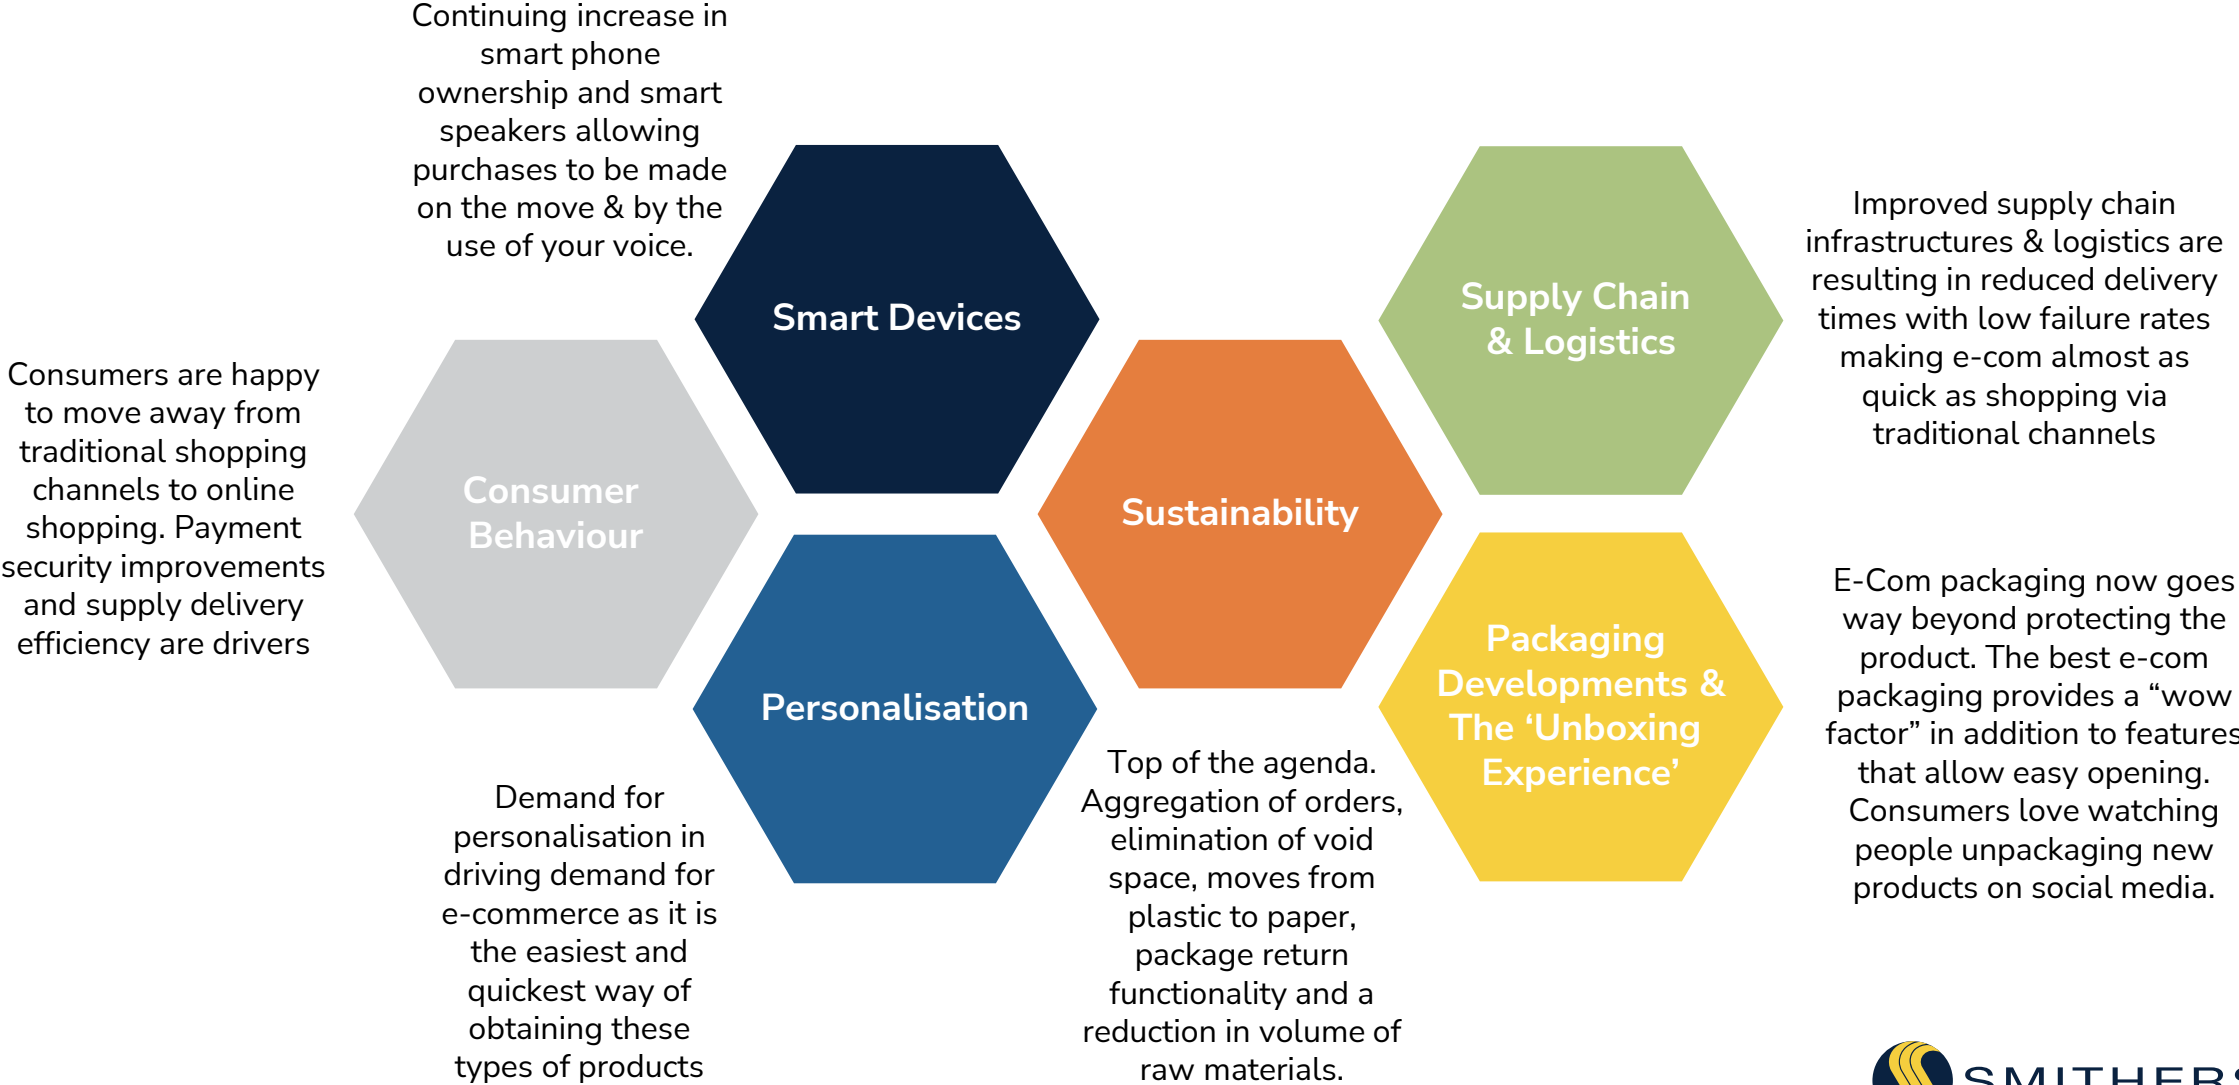 Continuing increase in
smart phone
ownership and smart
speakers allowing
purchases to be made
on the move & by the
use of your voice.
Smart Devices
Supply Chain
& Logistics
Improved supply chain
infrastructures & logistics are
resulting in reduced delivery
times with low failure rates
making e-com almost as
quick as shopping via
traditional channels
Consumers are happy
to move away from
traditional shopping
channels to online
shopping. Payment
security improvements
and supply delivery
efficiency are drivers
Consumer
Behaviour
Sustainability
Personalisation
Packaging
Developments &
The ‘Unboxing
Experience’
E-Com packaging now goes
way beyond protecting the
product. The best e-com
packaging provides a “wow
factor” in addition to features
that allow easy opening.
Consumers love watching
people unpackaging new
products on social media.
Demand for
personalisation in
driving demand for
e-commerce as it is
the easiest and
quickest way of
obtaining these
types of products
Top of the agenda.
Aggregation of orders,
elimination of void
space, moves from
plastic to paper,
package return
functionality and a
reduction in volume of
raw materials.
SMITHERS